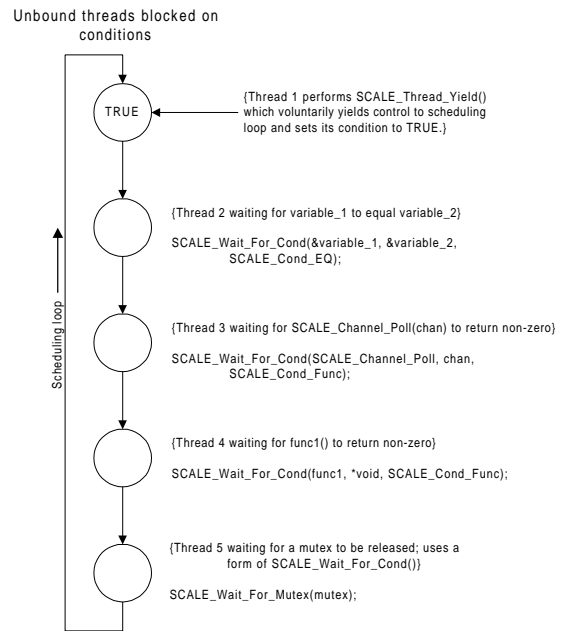 Unbound threads blocked on
conditions
TRUE
{Thread 1 performs SCALE_Thread_Yield()
which voluntarily yields control to scheduling
loop and sets its condition to TRUE.}
{Thread 2 waiting for variable_1 to equal variable_2}
SCALE_Wait_For_Cond(&variable_1, &variable_2,
SCALE_Cond_EQ);
Scheduling loop
{Thread 3 waiting for SCALE_Channel_Poll(chan) to return non-zero}
SCALE_Wait_For_Cond(SCALE_Channel_Poll, chan,
SCALE_Cond_Func);
{Thread 4 waiting for func1() to return non-zero}
SCALE_Wait_For_Cond(func1, *void, SCALE_Cond_Func);
{Thread 5 waiting for a mutex to be released; uses a
form of SCALE_Wait_For_Cond()}
SCALE_Wait_For_Mutex(mutex);